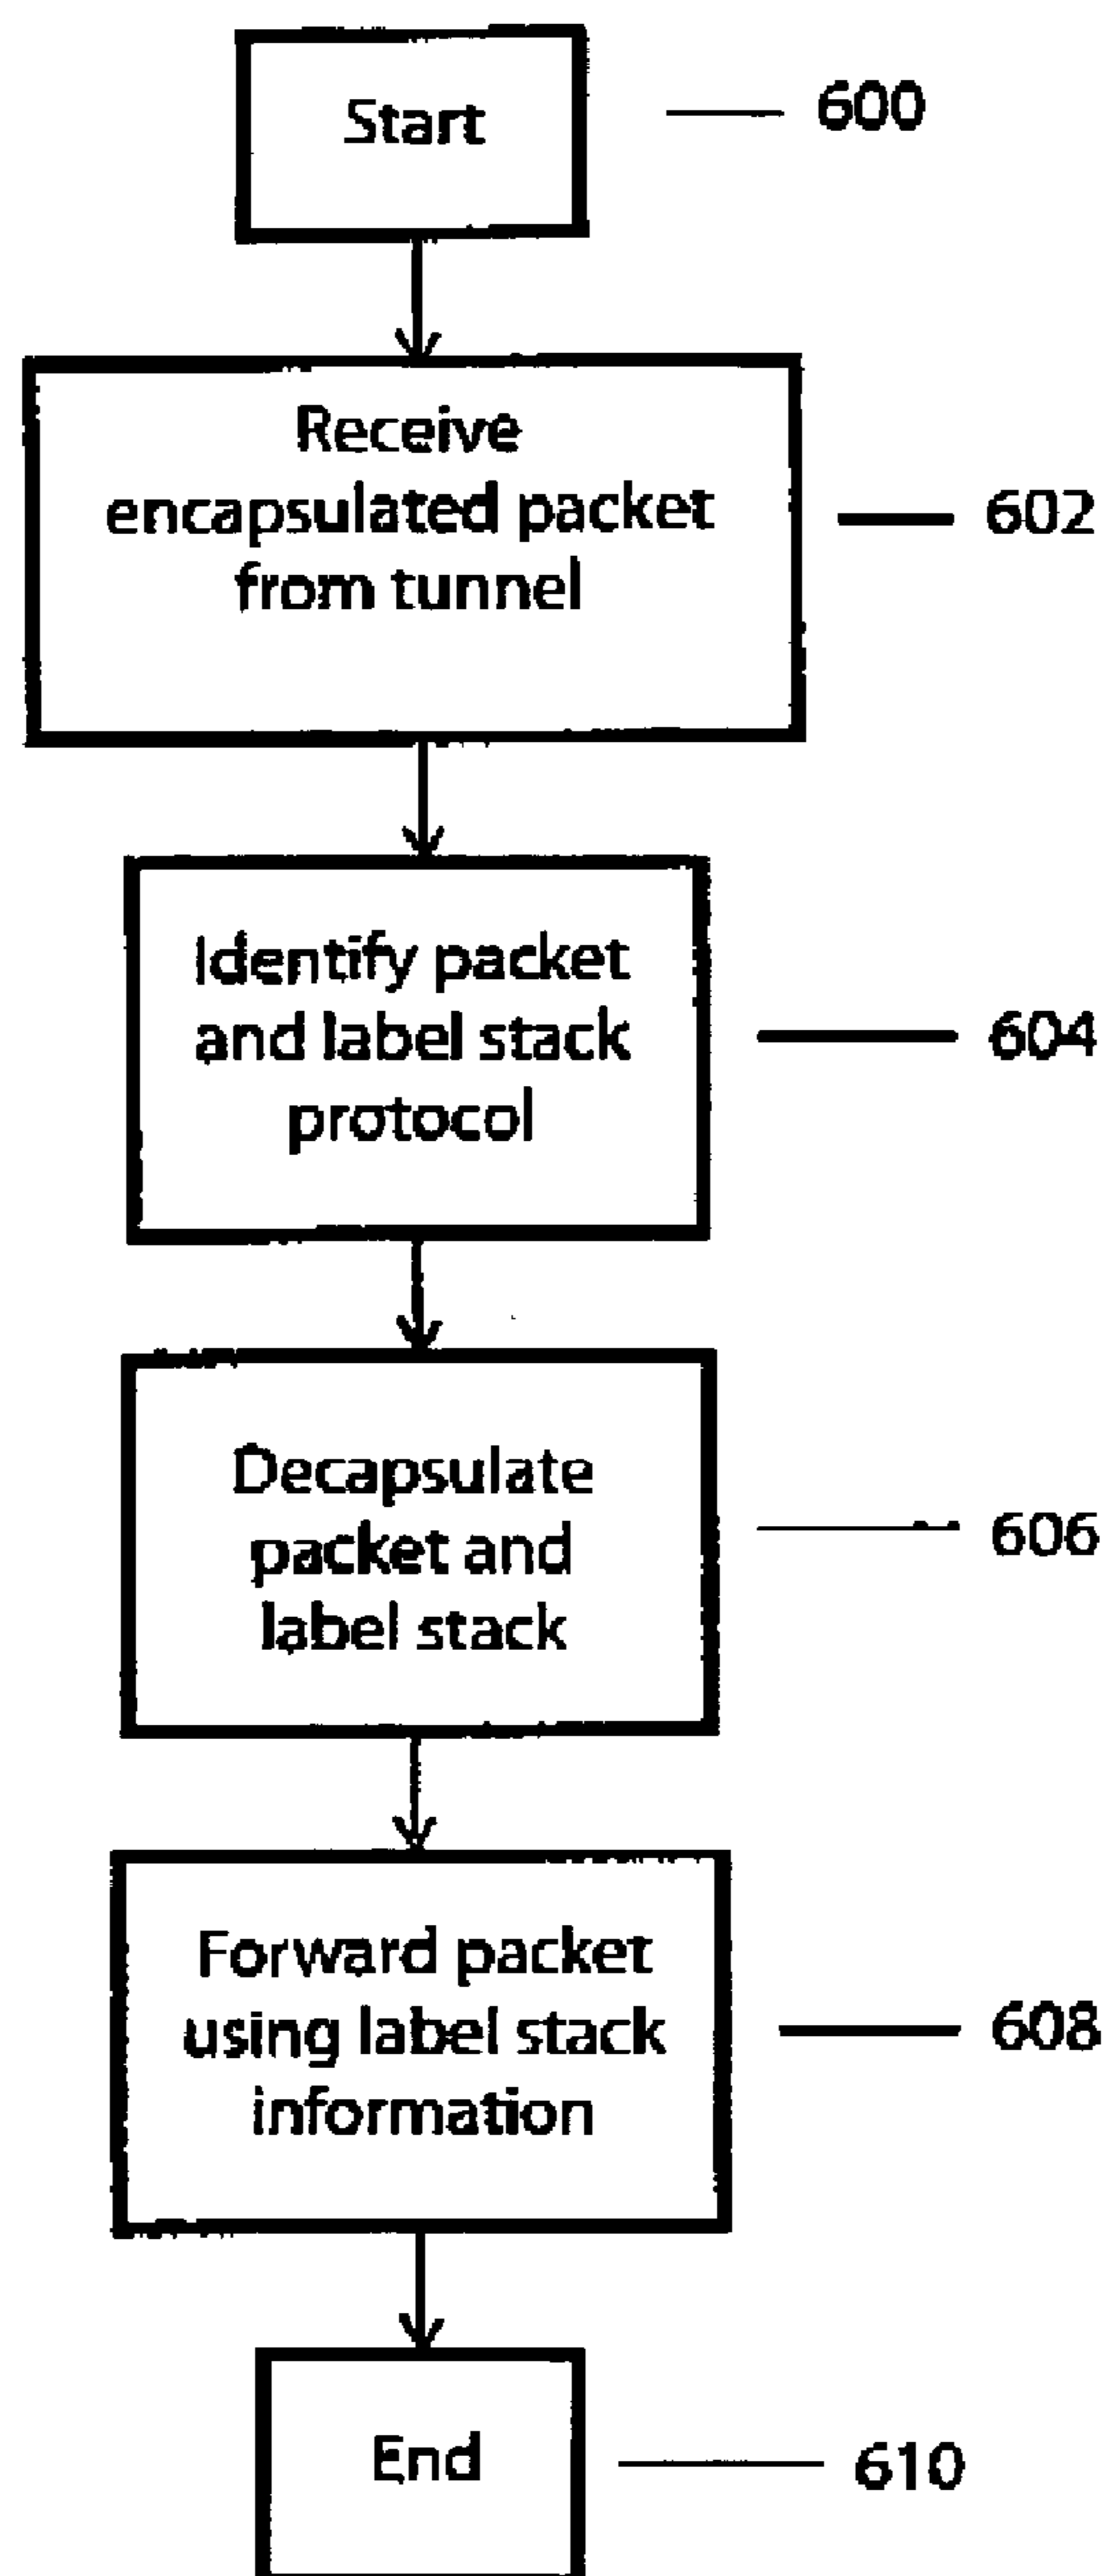 Start
600
Receive
encapsulated packet
from tunnel
602
Identify packet
and label stack
protocol
604
Decapsulate
packet and
label stack
606
Forward packet
using label stack
information
608
End
610